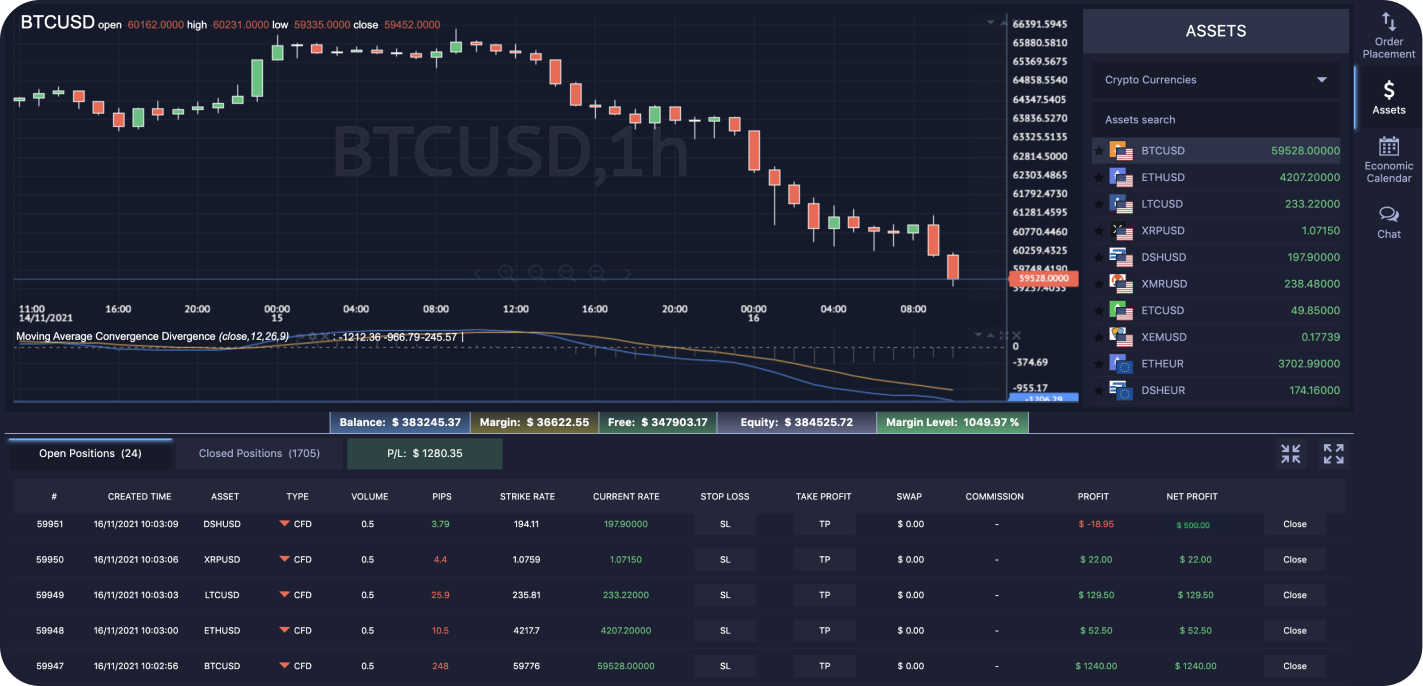 BTCUSD open 60162.0000 high 60231.0000 low 59335.0000 close 59452.0000
BTCUSD,1h
66391.5945
65880.5810
65369.5675
64858.5540
64347.5405
63836.5270
63325.5135
62814.5000
62303.4865
61792.4730
61281.4595
60770.4460
60259.4325
59748.4190
59528.0000
59237.4055
11:00 16:00 20:00 00:00 04:00 08:00 12:00 16:00 20:00 00:00 04:00 08:00
14/11/2021 15 16
Moving Average Convergence Divergence (close,12,26,9) -1212.36 -966.79 -245.57
0
-374.69
-955.17
-1206.29
ASSETS
Crypto Currencies
Assets search
BTCUSD 59528.00000
ETHUSD 4207.20000
LTCUSD 233.22000
XRPUSD 1.07150
DSHUSD 197.90000
XMRUSD 238.48000
ETCUSD 49.85000
XEMUSD 0.17739
ETHEUR 3702.99000
DSHEUR 174.16000
Order
Placement
Assets
Economic
Calendar
Chat
Balance: $ 383245.37 Margin: $ 36622.55 Free: $ 347903.17 Equity: $ 384525.72 Margin Level: 1049.97 %
Open Positions (24) Closed Positions (1705) P/L: $ 1280.35
# CREATED TIME ASSET TYPE VOLUME PIPS STRIKE RATE CURRENT RATE STOP LOSS TAKE PROFIT SWAP COMMISSION PROFIT NET PROFIT
59951 16/11/2021 10:03:09 DSHUSD CFD 0.5 3.79 194.11 197.90000 SL TP $ 0.00 - $ -18.95 $ 500.00 Close
59950 16/11/2021 10:03:06 XRPUSD CFD 0.5 4.4 1.0759 1.07150 SL TP $ 0.00 - $ 22.00 $ 22.00 Close
59949 16/11/2021 10:03:03 LTCUSD CFD 0.5 25.9 235.81 233.22000 SL TP $ 0.00 - $ 129.50 $ 129.50 Close
59948 16/11/2021 10:03:00 ETHUSD CFD 0.5 10.5 4217.7 4207.20000 SL TP $ 0.00 - $ 52.50 $ 52.50 Close
59947 16/11/2021 10:02:56 BTCUSD CFD 0.5 248 59776 59528.00000 SL TP $ 0.00 - $ 1240.00 $ 1240.00 Close